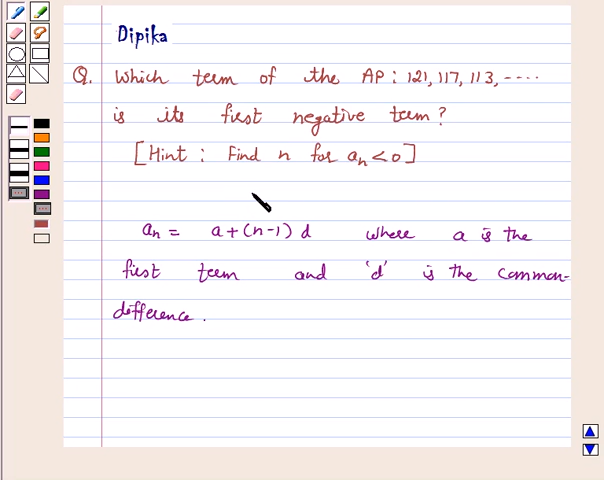 Dipika
Q. Which term of the AP : 121, 117, 113, -....
is its first negative term?
[Hint : Find n for an < 0]
an = a + (n-1) d where a is the
first term and 'd' is the common-
difference.